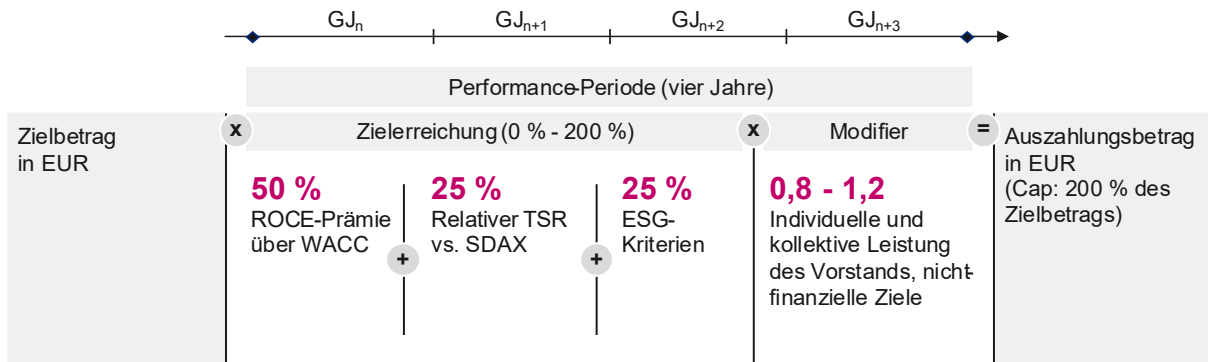 GJn GJn+1 GJn+2 GJn+3
Performance-Periode (vier Jahre)
Zielbetrag
in EUR
x
Zielerreichung (0 % - 200 %)
x
Modifier
=
Auszahlungsbetrag
in EUR
(Cap: 200 % des
Zielbetrags)
50 %
ROCE-Prämie
über WACC
+
25 %
Relativer TSR
vs. SDAX
+
25 %
ESG-
Kriterien
0,8 - 1,2
Individuelle und
kollektive Leistung
des Vorstands, nicht-
finanzielle Ziele